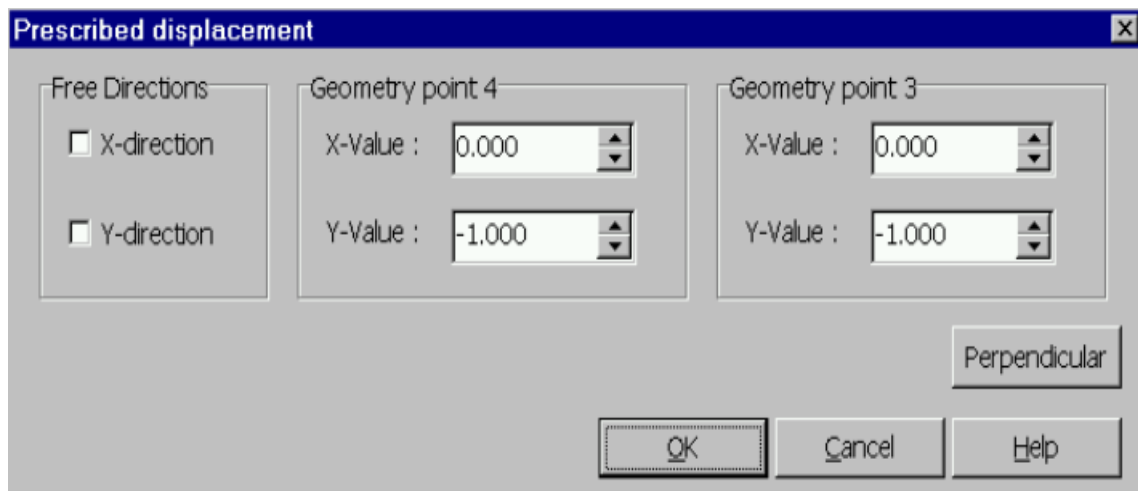 Prescribed displacement
Free Directions
X-direction
Y-direction
Geometry point 4
X-Value : 0.000
Y-Value : -1.000
Geometry point 3
X-Value : 0.000
Y-Value : -1.000
Perpendicular
OK
Cancel
Help